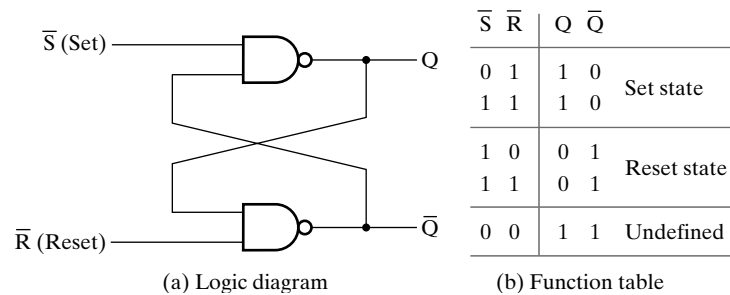 S̅ (Set)
Q
R̅ (Reset)
Q̅
(a) Logic diagram
S̅ R̅ Q Q̅
0 1 1 0
1 1 1 0
Set state
1 0 0 1
1 1 0 1
Reset state
0 0 1 1 Undefined
(b) Function table